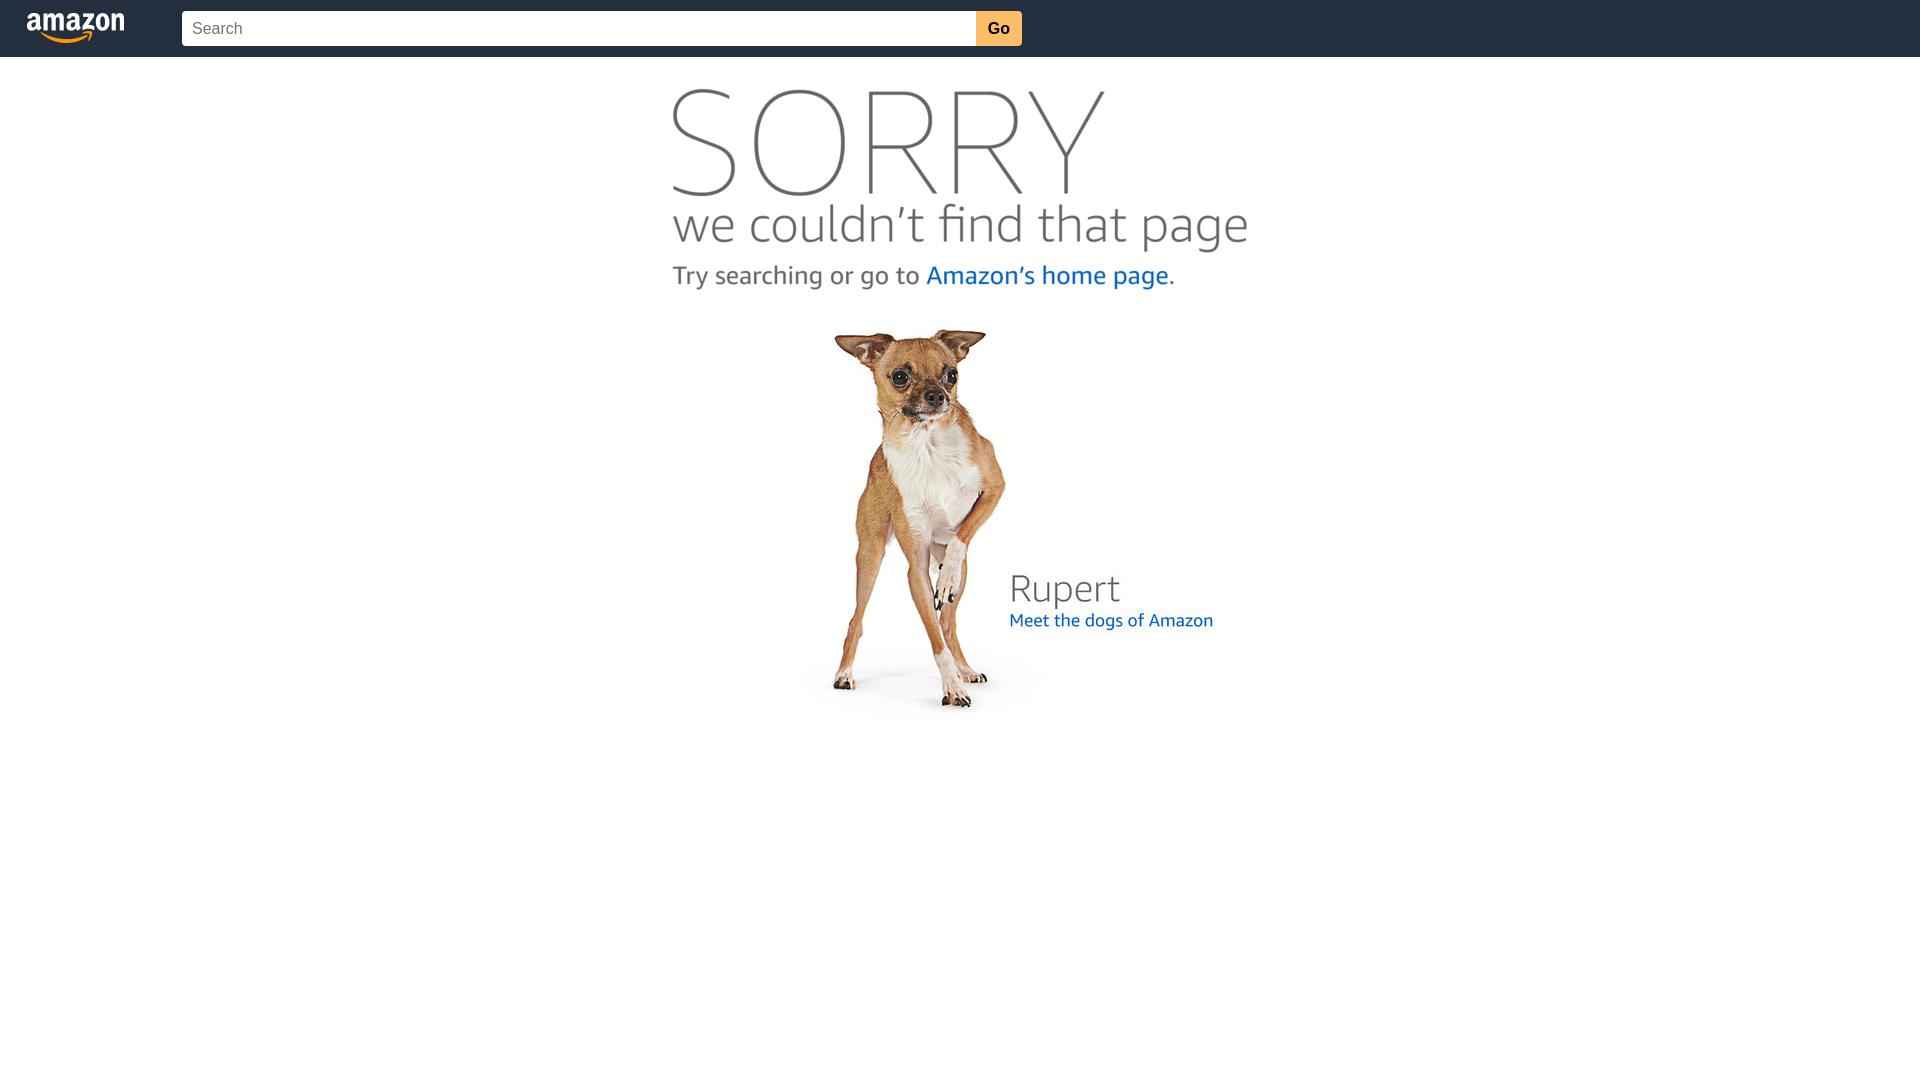 amazon
Search
Go
SORRY
we couldn't find that page
Try searching or go to Amazon's home page.
Rupert
Meet the dogs of Amazon